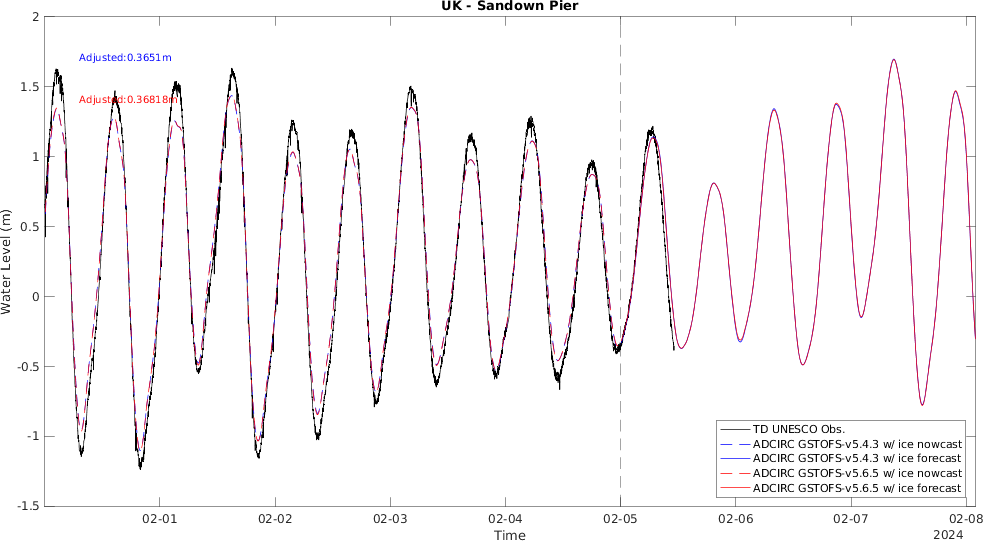 UK - Sandown Pier
Adjusted:0.3651m
Adjusted:0.36818m
Water Level (m)
2
1.5
1
0.5
0
-0.5
-1
-1.5
02-01
02-02
02-03
02-04
02-05
02-06
02-07
02-08
Time
2024
TD UNESCO Obs.
ADCIRC GSTOFS-v5.4.3 w/ ice nowcast
ADCIRC GSTOFS-v5.4.3 w/ ice forecast
ADCIRC GSTOFS-v5.6.5 w/ ice nowcast
ADCIRC GSTOFS-v5.6.5 w/ ice forecast